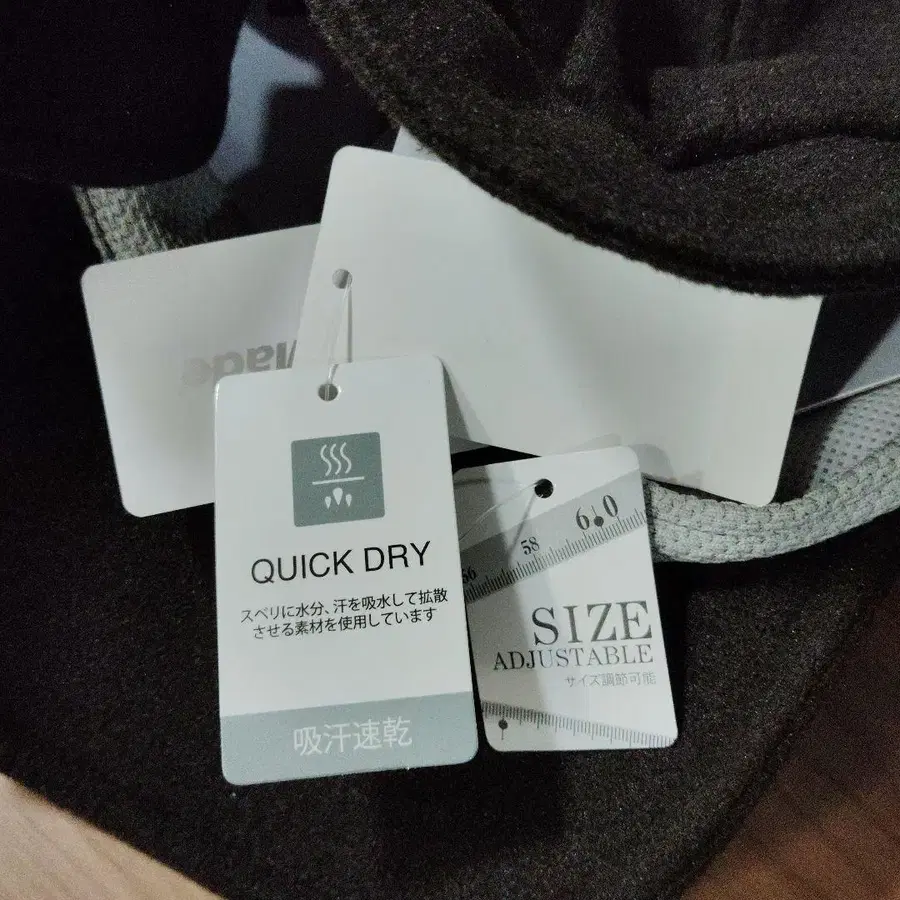 Made
QUICK DRY
スベリに水分、汗を吸水して拡散
させる素材を使用しています
吸汗速乾
56
58
60
SIZE
ADJUSTABLE
サイズ調節可能